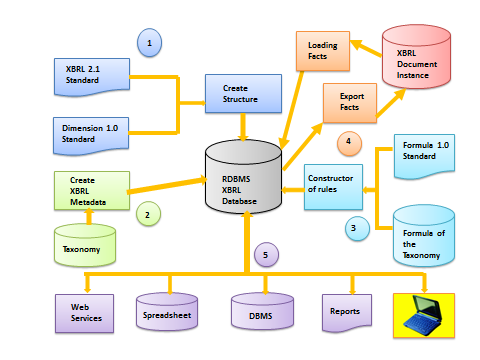 1
XBRL 2.1
Standard
Dimension 1.0
Standard
Create
Structure
Loading
Facts
XBRL
Document
Instance
Export
Facts
4
Formula 1.0
Standard
RDBMS
XBRL
Database
Constructor
of rules
Create
XBRL
Metadata
2
3
Taxonomy
Formula of
the
Taxonomy
5
Web
Services
Spreadsheet
DBMS
Reports